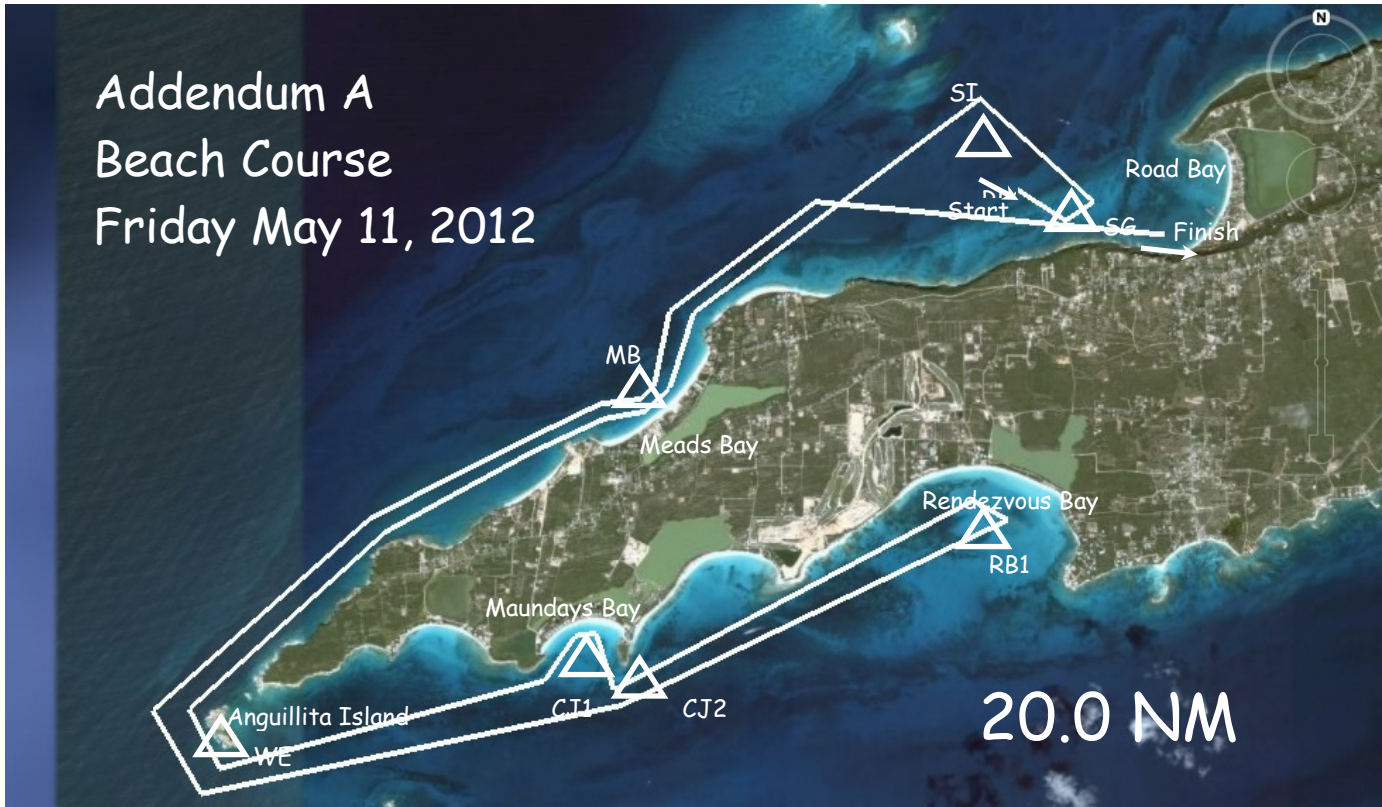 Addendum A
Beach Course
Friday May 11, 2012
N
SI
Road Bay
Start
SG
Finish
MB
Meads Bay
Rendezvous Bay
RB1
Maundays Bay
CJ1
CJ2
Anguillita Island
WE
20.0 NM